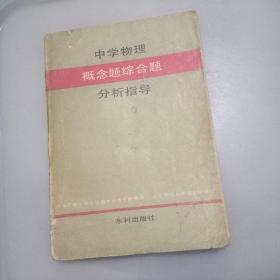 中学物理
概念题综合题
分析指导
水利出版社